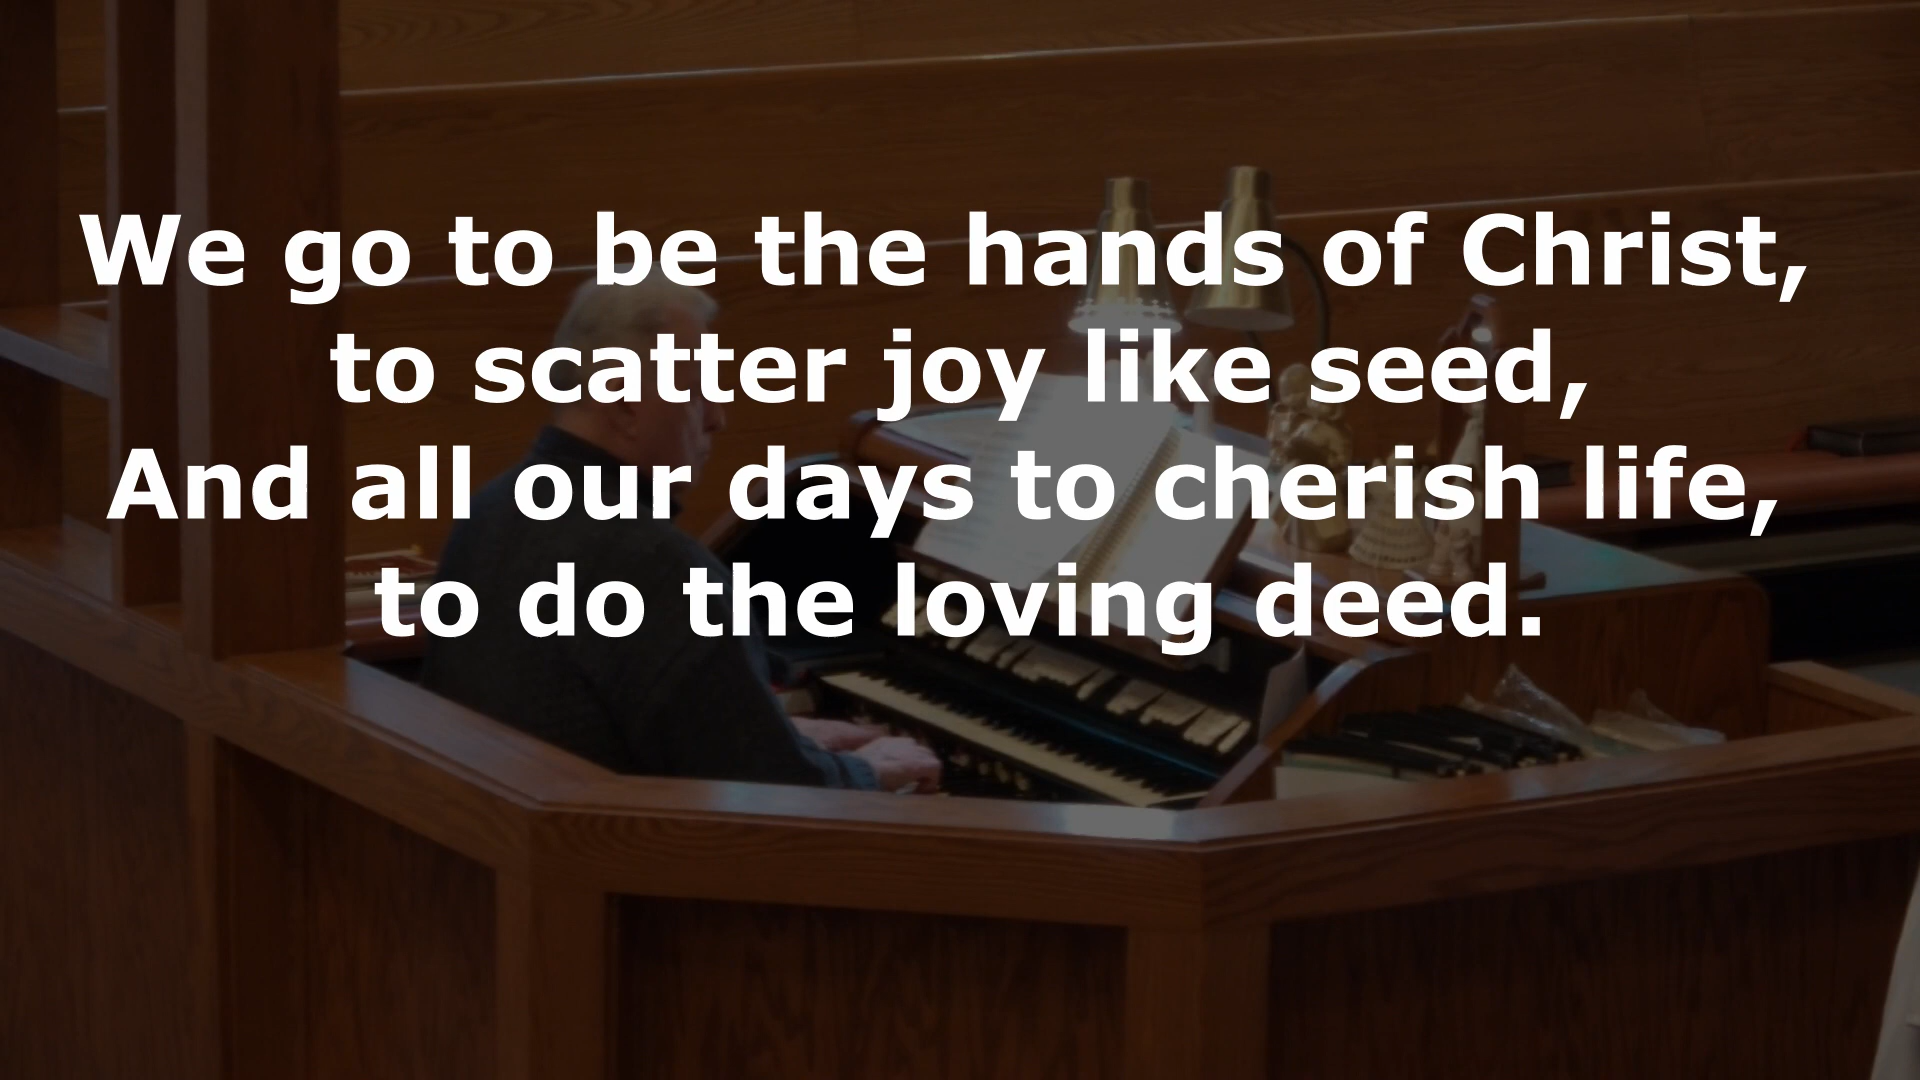 We go to be the hands of Christ,
to scatter joy like seed,
And all our days to cherish life,
to do the loving deed.